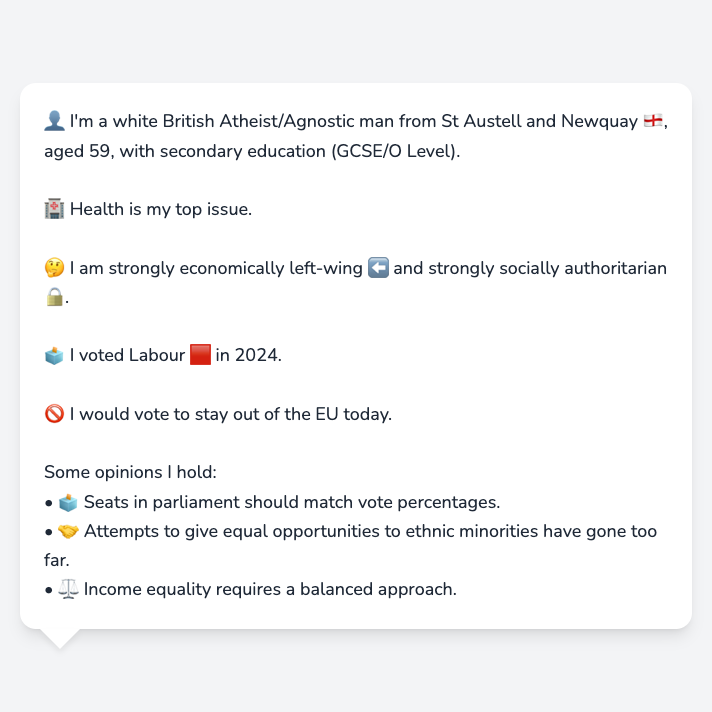 👤 I'm a white British Atheist/Agnostic man from St Austell and Newquay 🏴󠁧󠁢󠁥󠁮󠁧󠁿,
aged 59, with secondary education (GCSE/O Level).
🏥 Health is my top issue.
🤔 I am strongly economically left-wing ⬅️ and strongly socially authoritarian
🔒.
🗳️ I voted Labour 🟥 in 2024.
🚫 I would vote to stay out of the EU today.
Some opinions I hold:
• 🗳️ Seats in parliament should match vote percentages.
• 🤝 Attempts to give equal opportunities to ethnic minorities have gone too
far.
• ⚖️ Income equality requires a balanced approach.